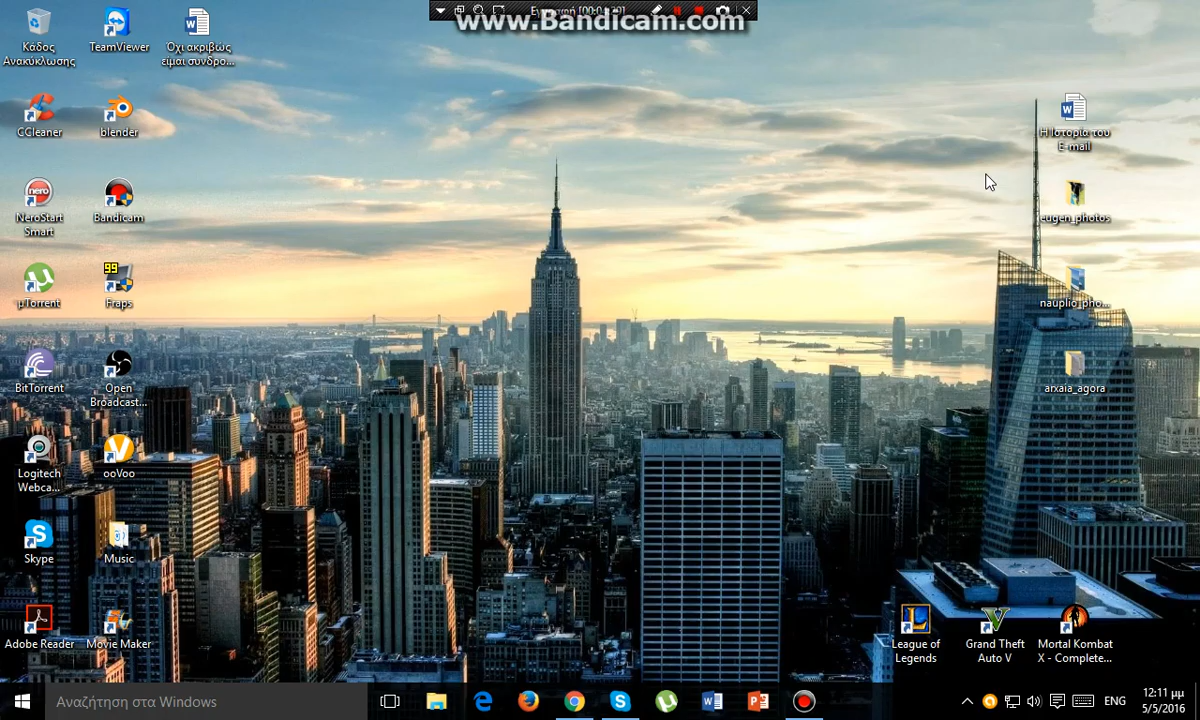 www.Bandicam.com
Κάδος
Ανακύκλωσης
TeamViewer
Όχι ακριβώς
είμαι συνδρο...
CCleaner
blender
NeroStart
Smart
Bandicam
µTorrent
99
Fraps
BitTorrent
Open
Broadcast...
Logitech
Webca...
ooVoo
Skype
Music
Adobe Reader
Movie Maker
Η Ιστορία του
E-mail
eugen_photos
nauplio_pho...
arxaia_agora
League of
Legends
Grand Theft
Auto V
Mortal Kombat
X - Complete...
Αναζήτηση στα Windows
ENG
12:11 μμ
5/5/2016